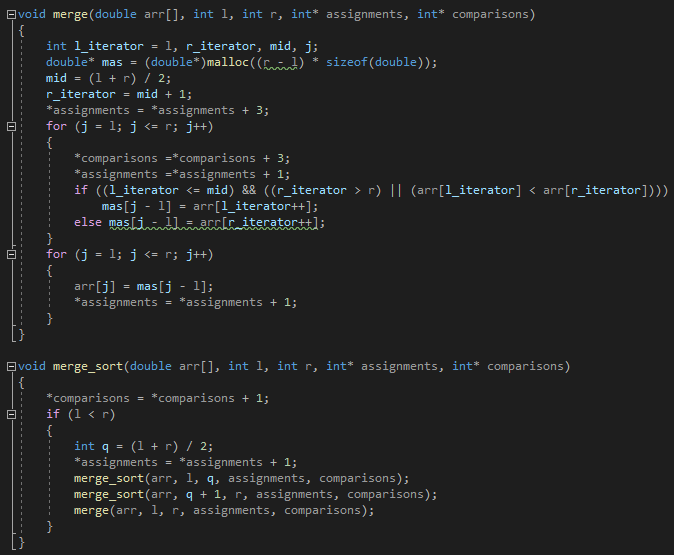 void merge(double arr[], int l, int r, int* assignments, int* comparisons)
{
    int l_iterator = l, r_iterator, mid, j;
    double* mas = (double*)malloc((r - l) * sizeof(double));
    mid = (l + r) / 2;
    r_iterator = mid + 1;
    *assignments = *assignments + 3;
    for (j = l; j <= r; j++)
    {
        *comparisons =*comparisons + 3;
        *assignments =*assignments + 1;
        if ((l_iterator <= mid) && ((r_iterator > r) || (arr[l_iterator] < arr[r_iterator])))
            mas[j - l] = arr[l_iterator++];
        else mas[j - l] = arr[r_iterator++];
    }
    for (j = l; j <= r; j++)
    {
        arr[j] = mas[j - l];
        *assignments = *assignments + 1;
    }
}
void merge_sort(double arr[], int l, int r, int* assignments, int* comparisons)
{
    *comparisons = *comparisons + 1;
    if (l < r)
    {
        int q = (l + r) / 2;
        *assignments = *assignments + 1;
        merge_sort(arr, l, q, assignments, comparisons);
        merge_sort(arr, q + 1, r, assignments, comparisons);
        merge(arr, l, r, assignments, comparisons);
    }
}